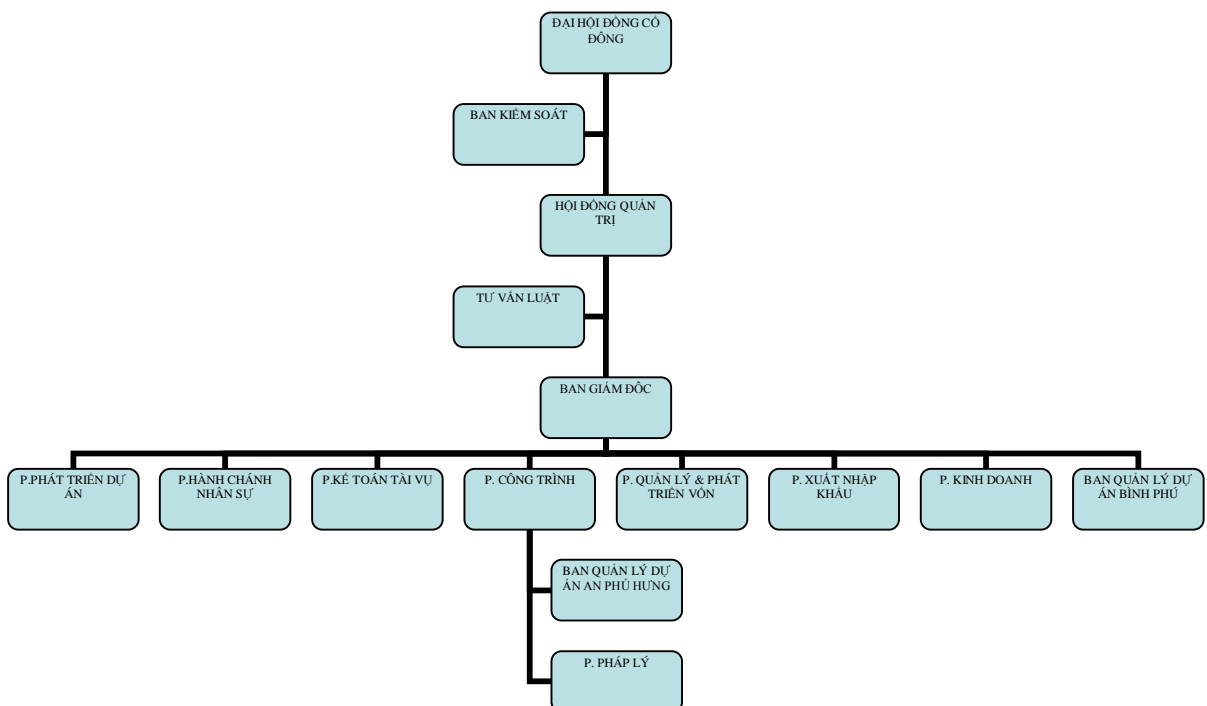 ĐẠI HỘI ĐỒNG CỔ
ĐÔNG
BAN KIỂM SOÁT
HỘI ĐỒNG QUẢN
TRỊ
TƯ VẤN LUẬT
BAN GIÁM ĐỐC
P.PHÁT TRIỂN DỰ
ÁN
P.HÀNH CHÁNH
NHÂN SỰ
P.KẾ TOÁN TÀI VỤ
P. CÔNG TRÌNH
P. QUẢN LÝ & PHÁT
TRIỂN VỐN
P. XUẤT NHẬP
KHẨU
P. KINH DOANH
BAN QUẢN LÝ DỰ
ÁN BÌNH PHÚ
BAN QUẢN LÝ DỰ
ÁN AN PHÚ HƯNG
P. PHÁP LÝ